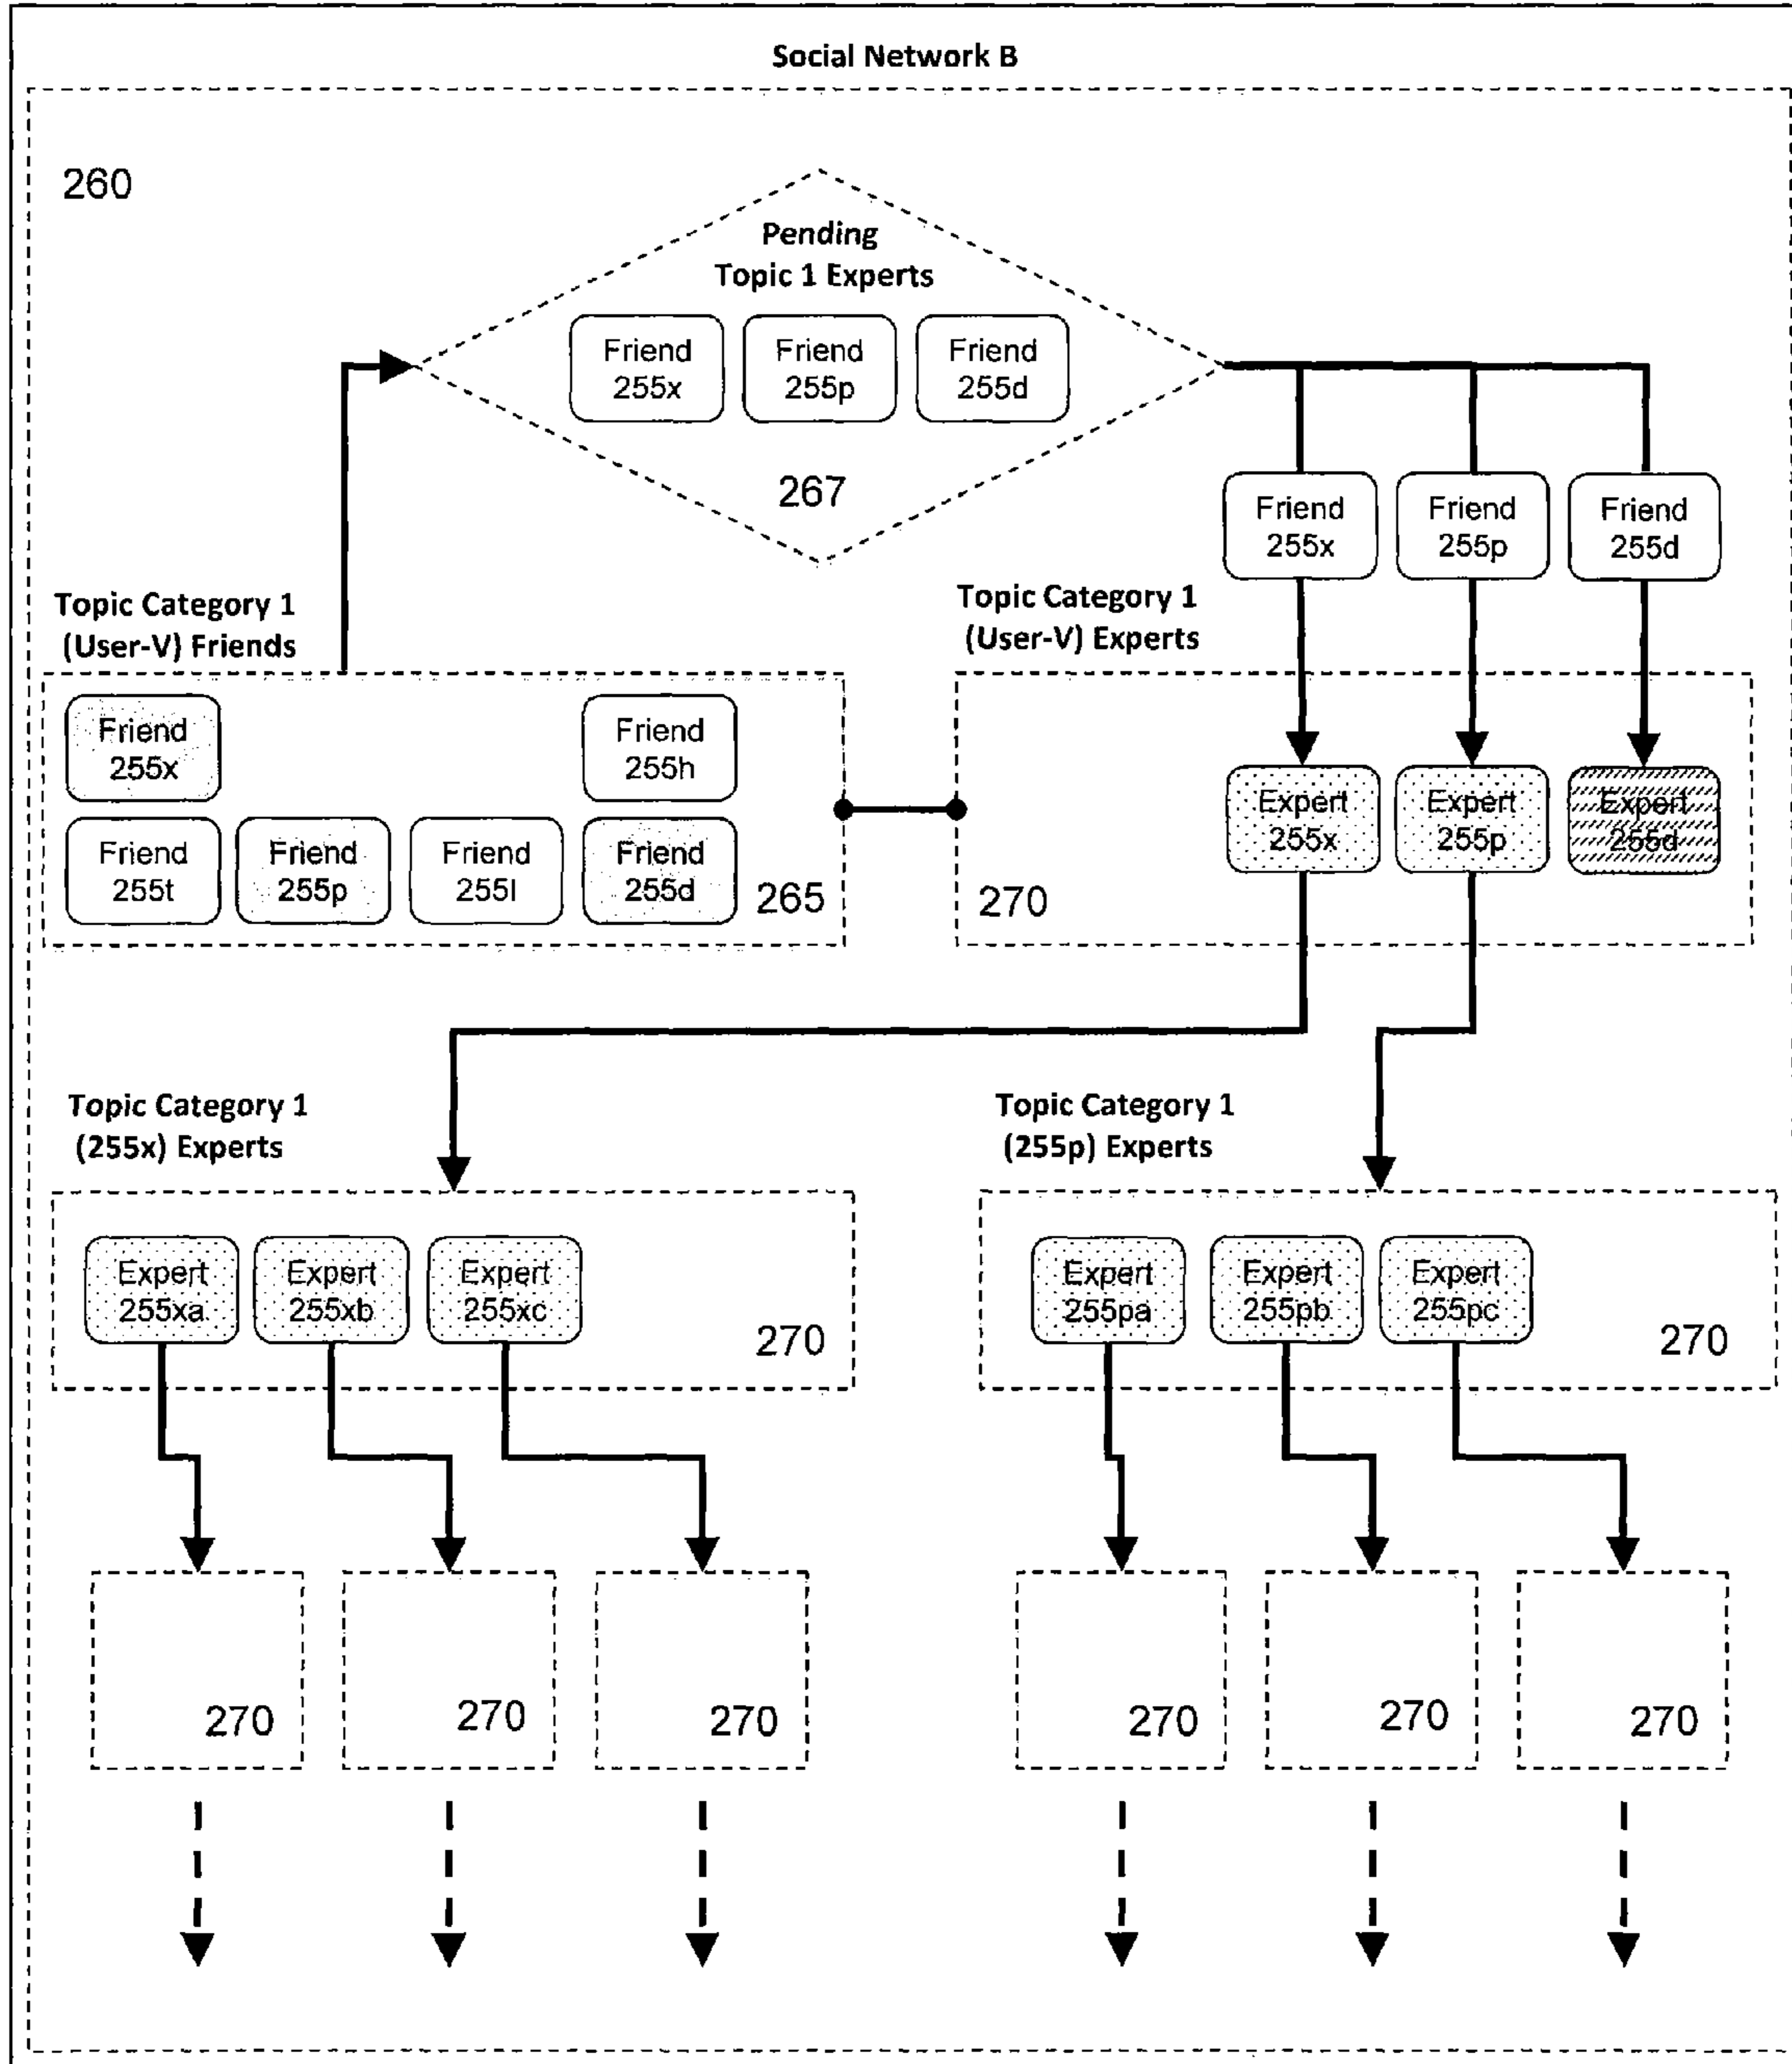 Social Network B
260
Pending
Topic 1 Experts
Friend
255x
Friend
255p
Friend
255d
267
Friend
255x
Friend
255p
Friend
255d
Topic Category 1
(User-V) Friends
Topic Category 1
(User-V) Experts
Friend
255x
Friend
255h
Friend
255t
Friend
255p
Friend
255l
Friend
255d
265
Expert
255x
Expert
255p
Expert
255d
270
Topic Category 1
(255x) Experts
Topic Category 1
(255p) Experts
Expert
255xa
Expert
255xb
Expert
255xc
270
Expert
255pa
Expert
255pb
Expert
255pc
270
270
270
270
270
270
270